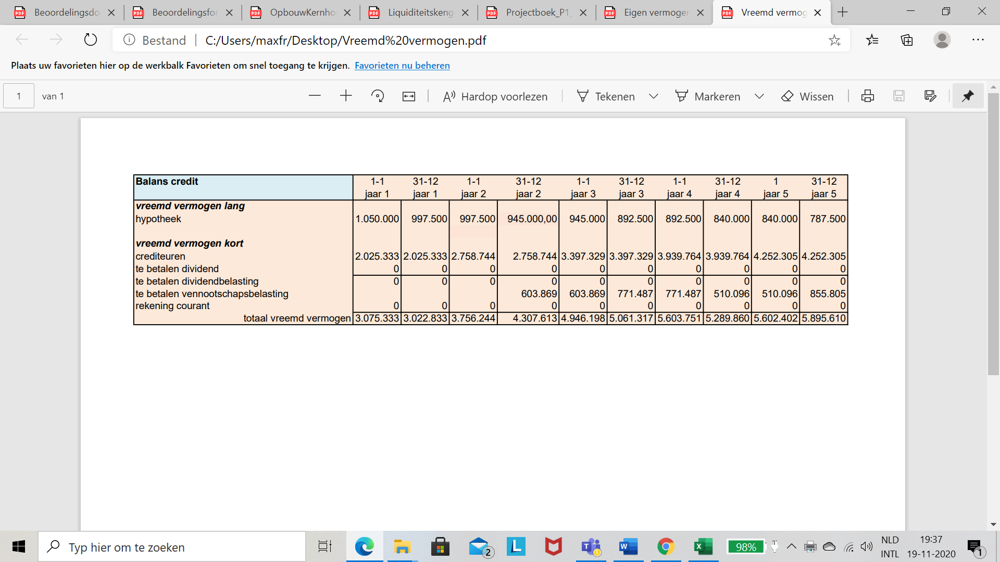 Beoordelingsdo
Beoordelingsfor
OpbouwKernho
Liquiditeitskeng
Projectboek_P1_
Eigen vermogen
Vreemd vermog
Bestand | C:/Users/maxfr/Desktop/Vreemd%20vermogen.pdf
Plaats uw favorieten hier op de werkbalk Favorieten om snel toegang te krijgen. Favorieten nu beheren
1 van 1 Hardop voorlezen Tekenen Markeren Wissen
Balans credit 1-1 31-12 1-1 31-12 1-1 31-12 1-1 31-12 1 31-12
jaar 1 jaar 1 jaar 2 jaar 2 jaar 3 jaar 3 jaar 4 jaar 4 jaar 5 jaar 5
vreemd vermogen lang
hypotheek 1.050.000 997.500 997.500 945.000,00 945.000 892.500 892.500 840.000 840.000 787.500
vreemd vermogen kort
crediteuren 2.025.333 2.025.333 2.758.744 2.758.744 3.397.329 3.397.329 3.939.764 3.939.764 4.252.305 4.252.305
te betalen dividend 0 0 0 0 0 0 0 0 0 0
te betalen dividendbelasting 0 0 0 0 0 0 0 0 0 0
te betalen vennootschapsbelasting 603.869 603.869 771.487 771.487 510.096 510.096 855.805
rekening courant 0 0 0 0 0 0 0 0 0 0
totaal vreemd vermogen 3.075.333 3.022.833 3.756.244 4.307.613 4.946.198 5.061.317 5.603.751 5.289.860 5.602.402 5.895.610
Typ hier om te zoeken
2
98%
NLD
INTL
19:37
19-11-2020
1